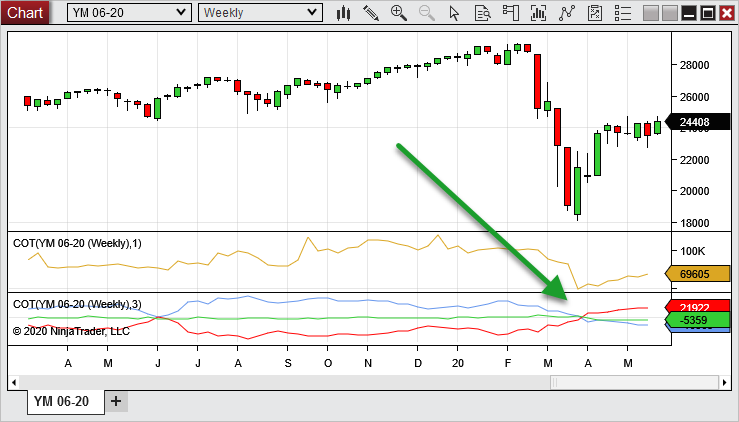 Chart YM 06-20 Weekly
28000
26000
24408
22000
20000
18000
COT(YM 06-20 (Weekly),1)
100K
69605
COT(YM 06-20 (Weekly),3)
21922
-5359
© 2020 NinjaTrader, LLC
A M J J A S O N D 20 F M A M
YM 06-20 +